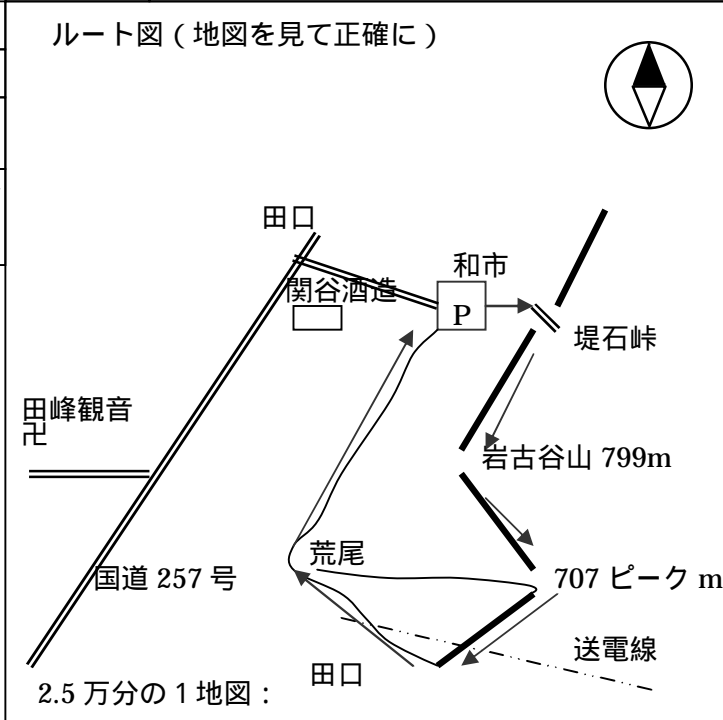 ルート図（地図を見て正確に）
田口
和市
関谷酒造
P
堤石峠
田峰観音
卍
岩古谷山 799m
荒尾
国道 257 号
707 ピーク m
送電線
田口
2.5 万分の１地図：